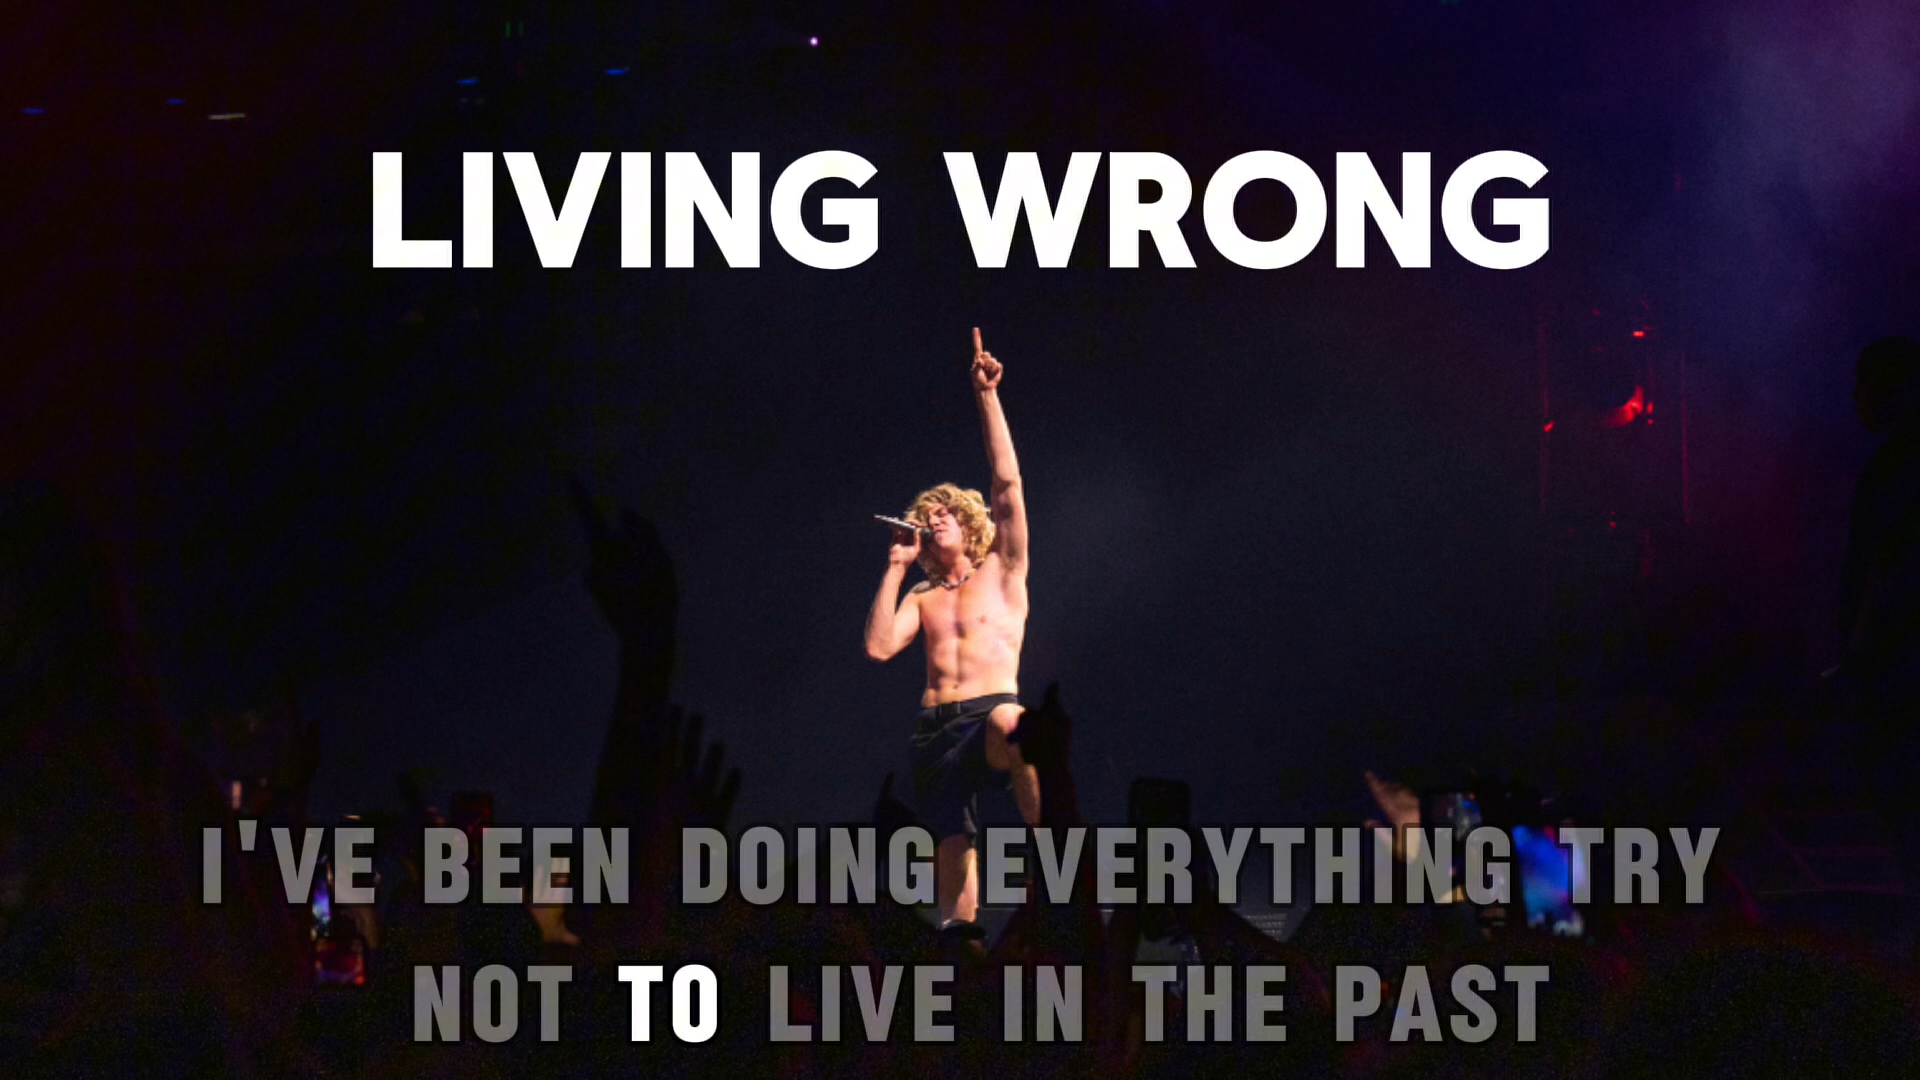 LIVING WRONG
I'VE BEEN DOING EVERYTHING TRY
NOT TO LIVE IN THE PAST